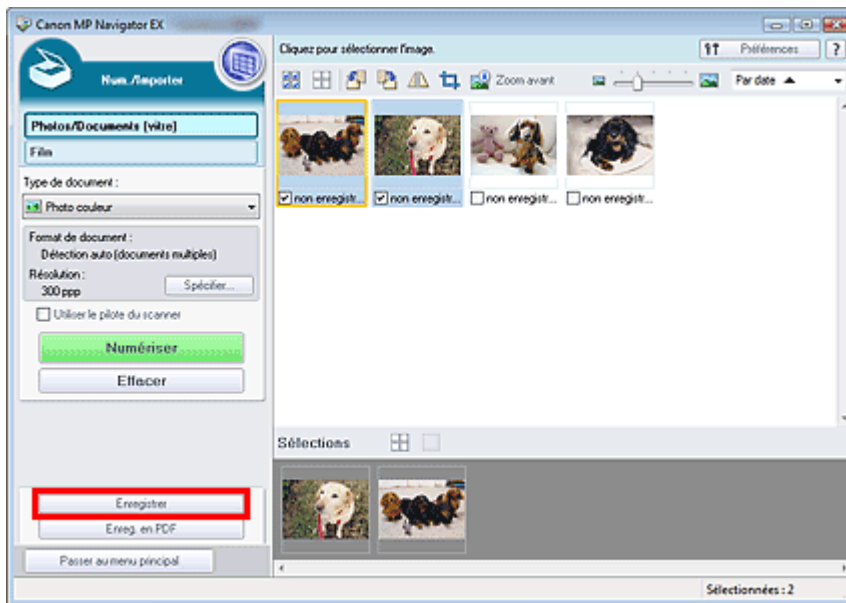 Canon MP Navigator EX
Num./Importer
Photos/Documents (vitre)
Film
Type de document :
Photo couleur
Format de document :
Détection auto (documents multiples)
Résolution :
300 ppp
Spécifier...
Utiliser le pilote du scanner
Numériser
Effacer
Enregistrer
Enreg. en PDF
Passer au menu principal
Cliquez pour sélectionner l'image.
Préférences
?
Zoom avant
Par date
non enregistr...
non enregistr...
non enregistr...
non enregistr...
Sélections
Sélectionnées : 2